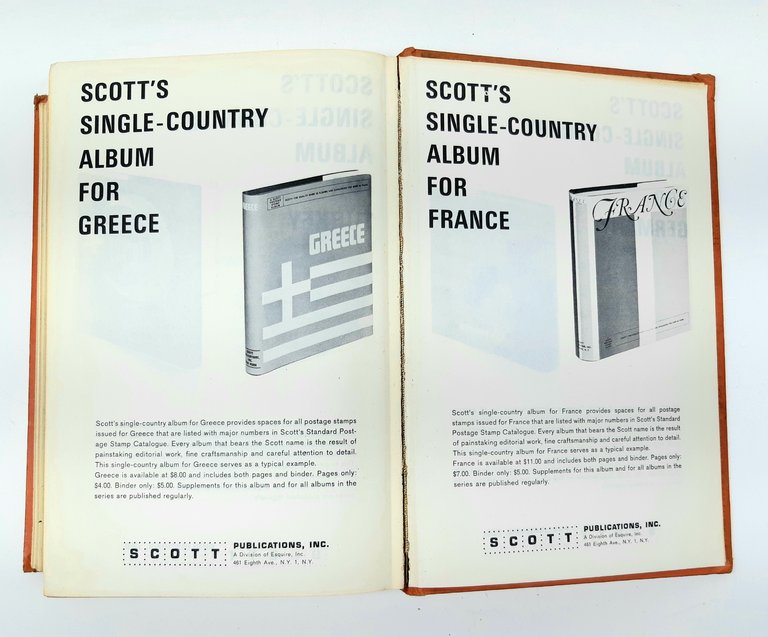 SCOTT'S
SINGLE-COUNTRY
ALBUM
FOR
GREECE
GREECE
GREECE
Scott's single-country album for Greece provides spaces for all postage stamps
issued for Greece that are listed with major numbers in Scott's Standard Post-
age Stamp Catalogue. Every album that bears the Scott name is the result of
painstaking editorial work, fine craftsmanship and careful attention to detail.
This single-country album for Greece serves as a typical example.
Greece is available at $8.00 and includes both pages and binder. Pages only:
$4.00. Binder only: $5.00. Supplements for this album and for all albums in the
series are published regularly.
SCOTT
PUBLICATIONS, INC.
A Division of Esquire, Inc.
461 Eighth Ave., N.Y. 1, N.Y.
SCOTT'S
SINGLE-COUNTRY
ALBUM
FOR
FRANCE
FRANCE
Scott's single-country album for France provides spaces for all postage
stamps issued for France that are listed with major numbers in Scott's Standard
Postage Stamp Catalogue. Every album that bears the Scott name is the result
of painstaking editorial work, fine craftsmanship and careful attention to detail.
This single-country album for France serves as a typical example.
France is available at $11.00 and includes both pages and binder. Pages only:
$7.00. Binder only: $5.00. Supplements for this album and for all albums in the
series are published regularly.
SCOTT
PUBLICATIONS, INC.
A Division of Esquire, Inc.
Eighth Ave., N.Y. 1, N.Y.